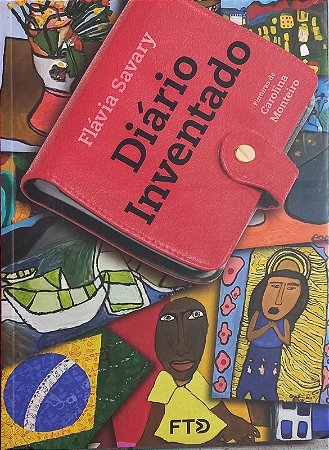 Flávia Savary
Diário
Inventado
Pinturas de
Carolina
Monteiro
FTD